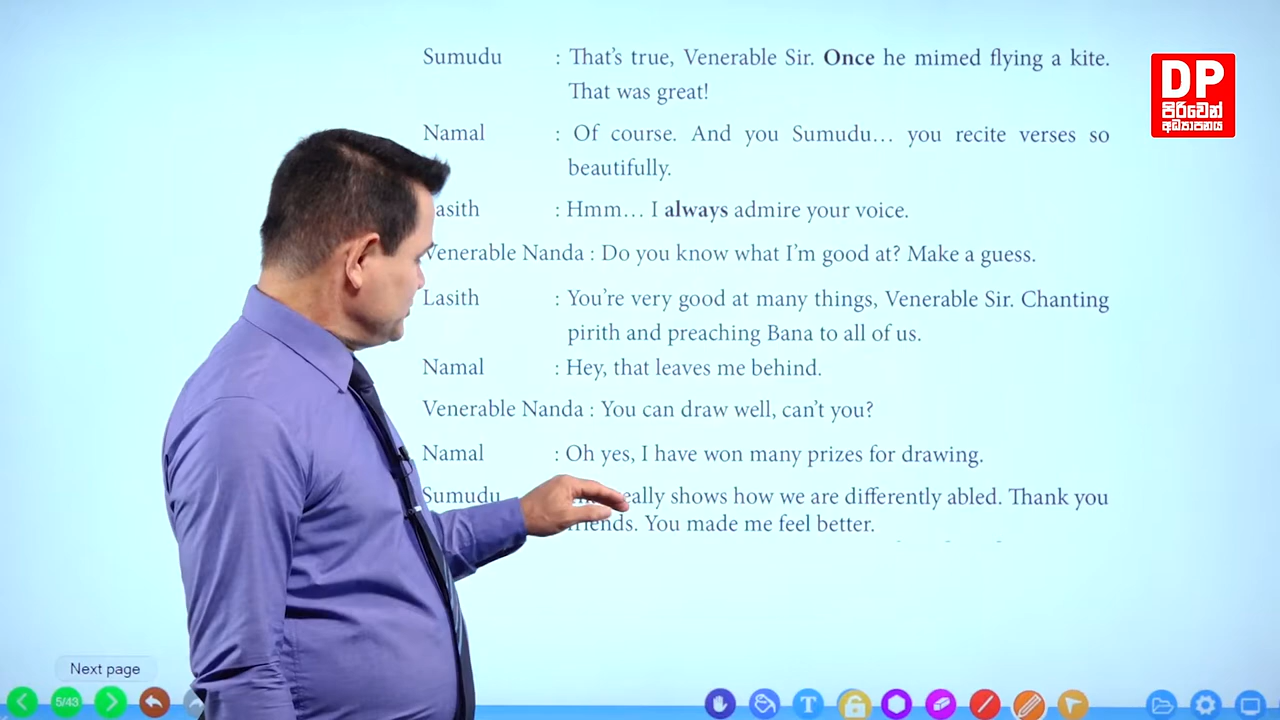 Sumudu : That's true, Venerable Sir. Once he mimed flying a kite.
That was great!
Namal : Of course. And you Sumudu… you recite verses so
beautifully.
asith : Hmm… I always admire your voice.
Venerable Nanda : Do you know what I'm good at? Make a guess.
Lasith : You're very good at many things, Venerable Sir. Chanting
pirith and preaching Bana to all of us.
Namal : Hey, that leaves me behind.
Venerable Nanda : You can draw well, can't you?
Namal : Oh yes, I have won many prizes for drawing.
Sumudu eally shows how we are differently abled. Thank you
friends. You made me feel better.
DP
පිරිවෙන්
අධ්‍යාපනය
Next page
5/43
T